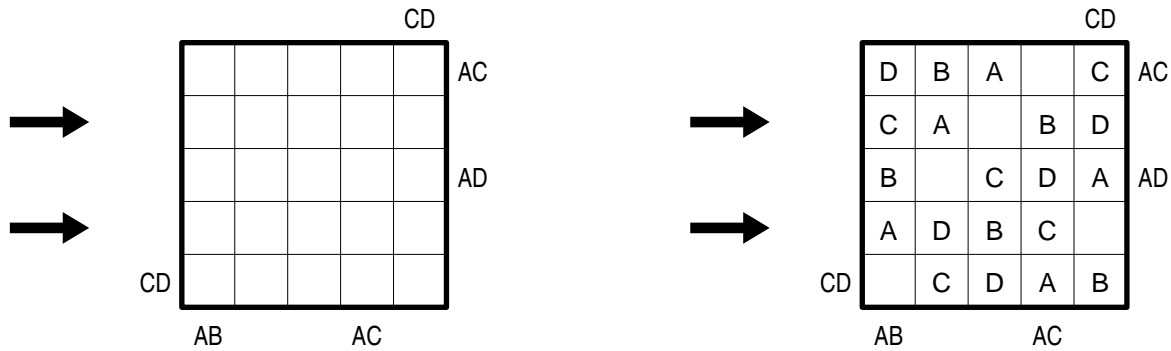 CD
AC
AD
CD
AB AC
CD
D B A C AC
C A B D
B C D A AD
A D B C
CD C D A B
AB AC